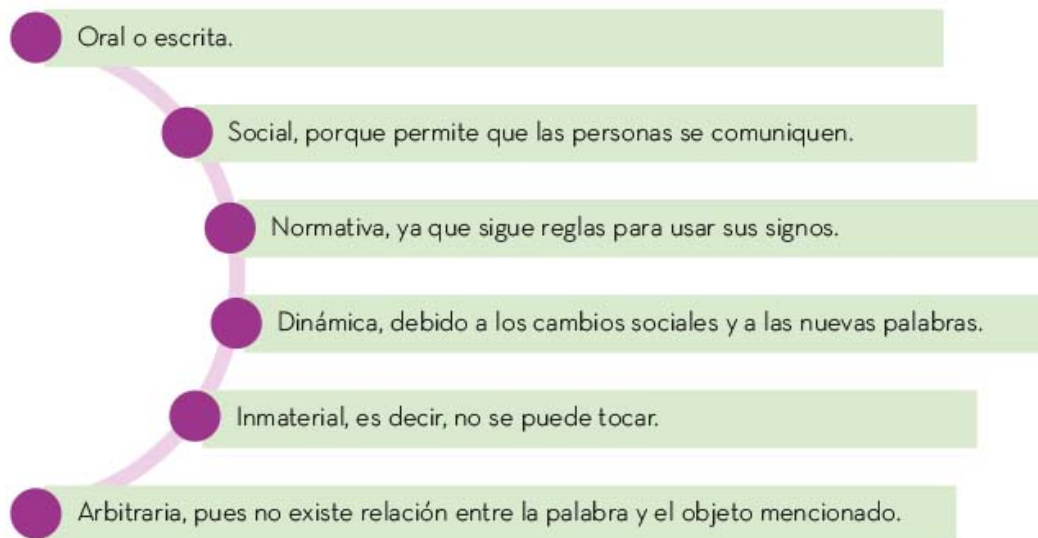 Oral o escrita.
Social, porque permite que las personas se comuniquen.
Normativa, ya que sigue reglas para usar sus signos.
Dinámica, debido a los cambios sociales y a las nuevas palabras.
Inmaterial, es decir, no se puede tocar.
Arbitraria, pues no existe relación entre la palabra y el objeto mencionado.